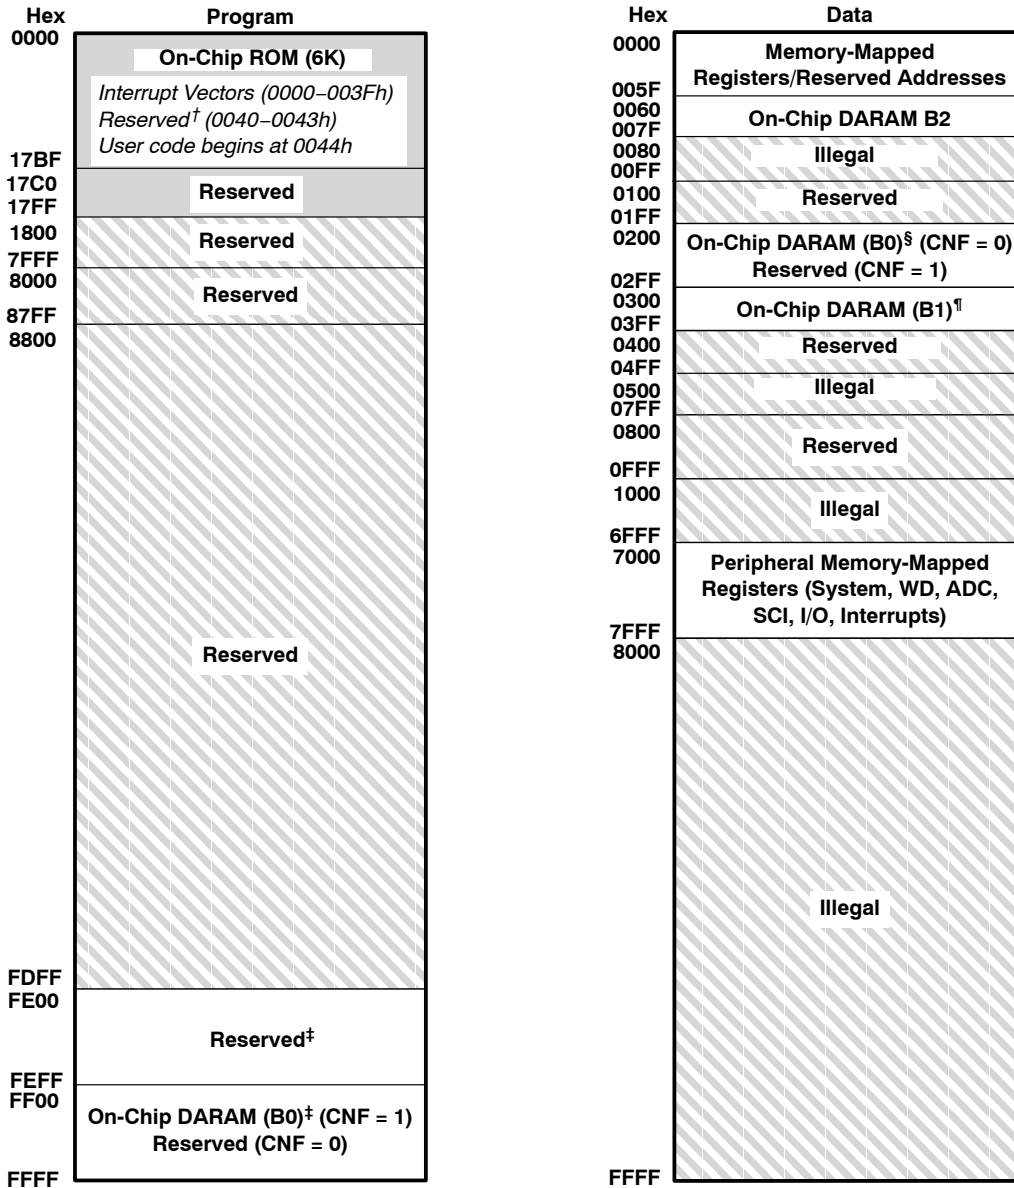 Hex
Program
0000
On-Chip ROM (6K)
Interrupt Vectors (0000–003Fh)
Reserved† (0040–0043h)
User code begins at 0044h
17BF
17C0
Reserved
17FF
1800
Reserved
7FFF
8000
Reserved
87FF
8800
Reserved
FDFF
FE00
Reserved‡
FEFF
FF00
On-Chip DARAM (B0)‡ (CNF = 1)
Reserved (CNF = 0)
FFFF
Hex
Data
0000
Memory-Mapped
Registers/Reserved Addresses
005F
0060
On-Chip DARAM B2
007F
0080
Illegal
00FF
0100
Reserved
01FF
0200
On-Chip DARAM (B0)§ (CNF = 0)
Reserved (CNF = 1)
02FF
0300
On-Chip DARAM (B1)¶
03FF
0400
Reserved
04FF
0500
Illegal
07FF
0800
Reserved
0FFF
1000
Illegal
6FFF
7000
Peripheral Memory-Mapped
Registers (System, WD, ADC,
SCI, I/O, Interrupts)
7FFF
8000
Illegal
FFFF